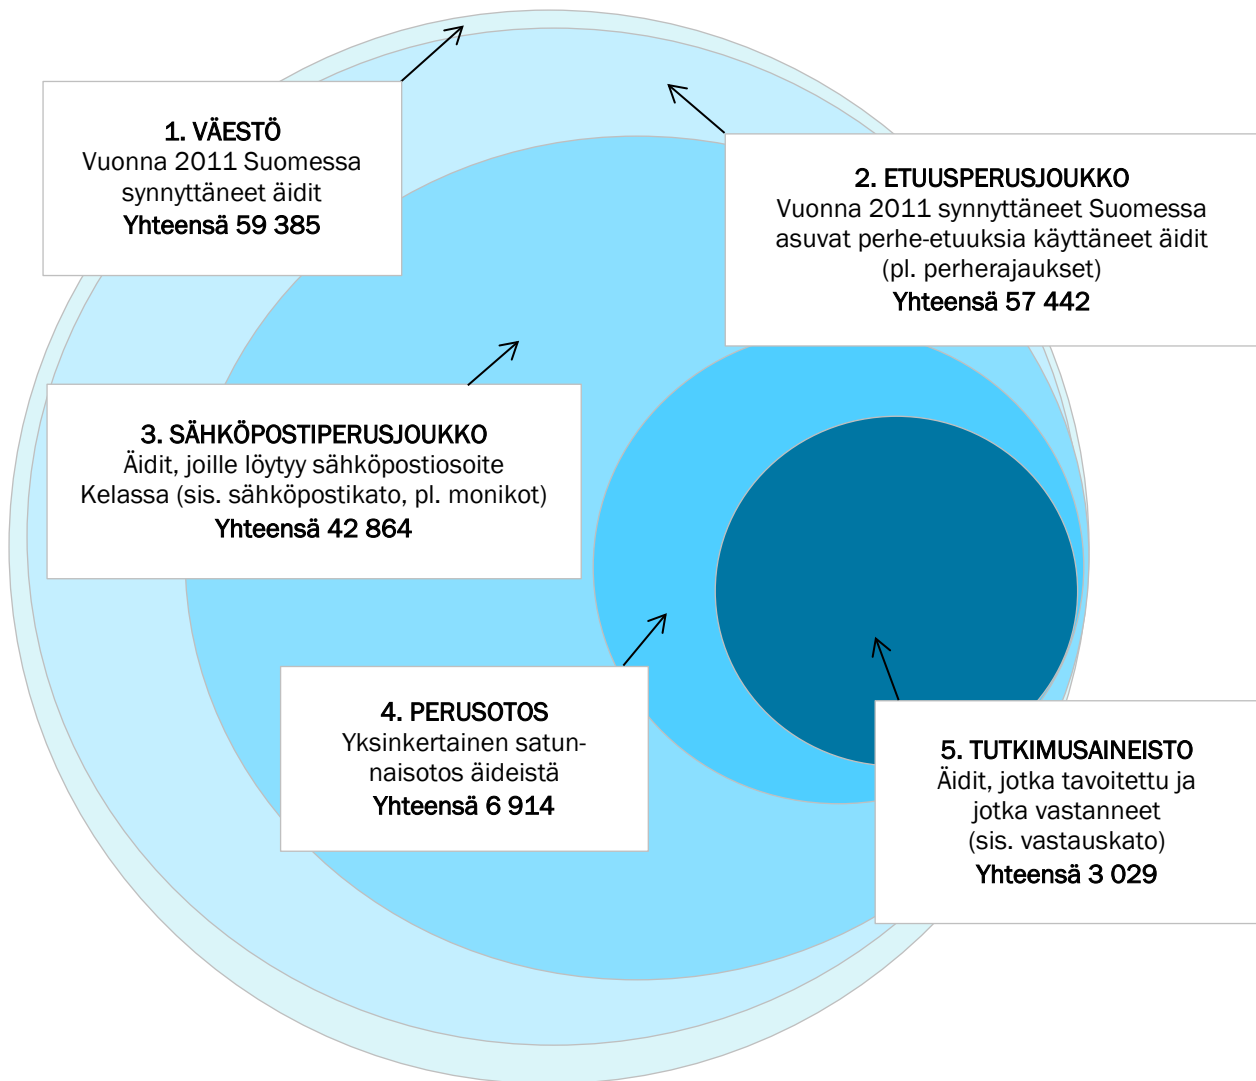 1. VÄESTÖ
Vuonna 2011 Suomessa
synnyttäneet äidit
Yhteensä 59 385
2. ETUUSPERUSJOUKKO
Vuonna 2011 synnyttäneet Suomessa
asuvat perhe-etuuksia käyttäneet äidit
(pl. perherajaukset)
Yhteensä 57 442
3. SÄHKÖPOSTIPERUSJOUKKO
Äidit, joille löytyy sähköpostiosoite
Kelassa (sis. sähköpostikato, pl. monikot)
Yhteensä 42 864
4. PERUSOTOS
Yksinkertainen satun-
naisotos äideistä
Yhteensä 6 914
5. TUTKIMUSAINEISTO
Äidit, jotka tavoitettu ja
jotka vastanneet
(sis. vastauskato)
Yhteensä 3 029